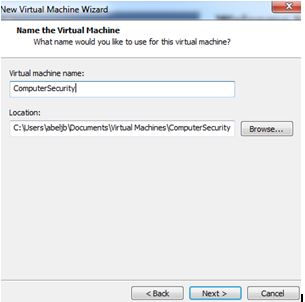 New Virtual Machine Wizard
Name the Virtual Machine
What name would you like to use for this virtual machine?
Virtual machine name:
ComputerSecurity
Location:
C:\Users\abeljb\Documents\Virtual Machines\ComputerSecurity
Browse...
< Back
Next >
Cancel